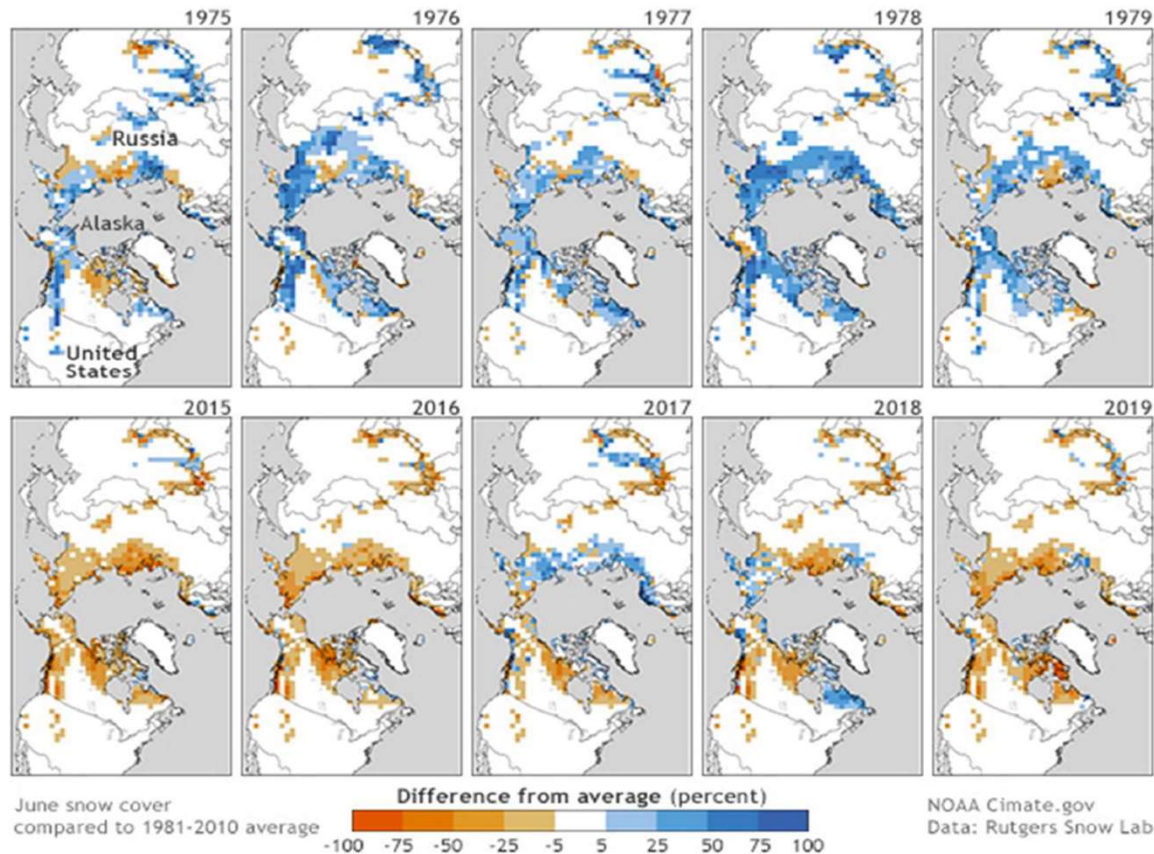 1975
1976
1977
1978
1979
Russia
Alaska
United
States
2015
2016
2017
2018
2019
June snow cover
compared to 1981-2010 average
Difference from average (percent)
-100 -75 -50 -25 -5 5 25 50 75 100
NOAA Cimate.gov
Data: Rutgers Snow Lab